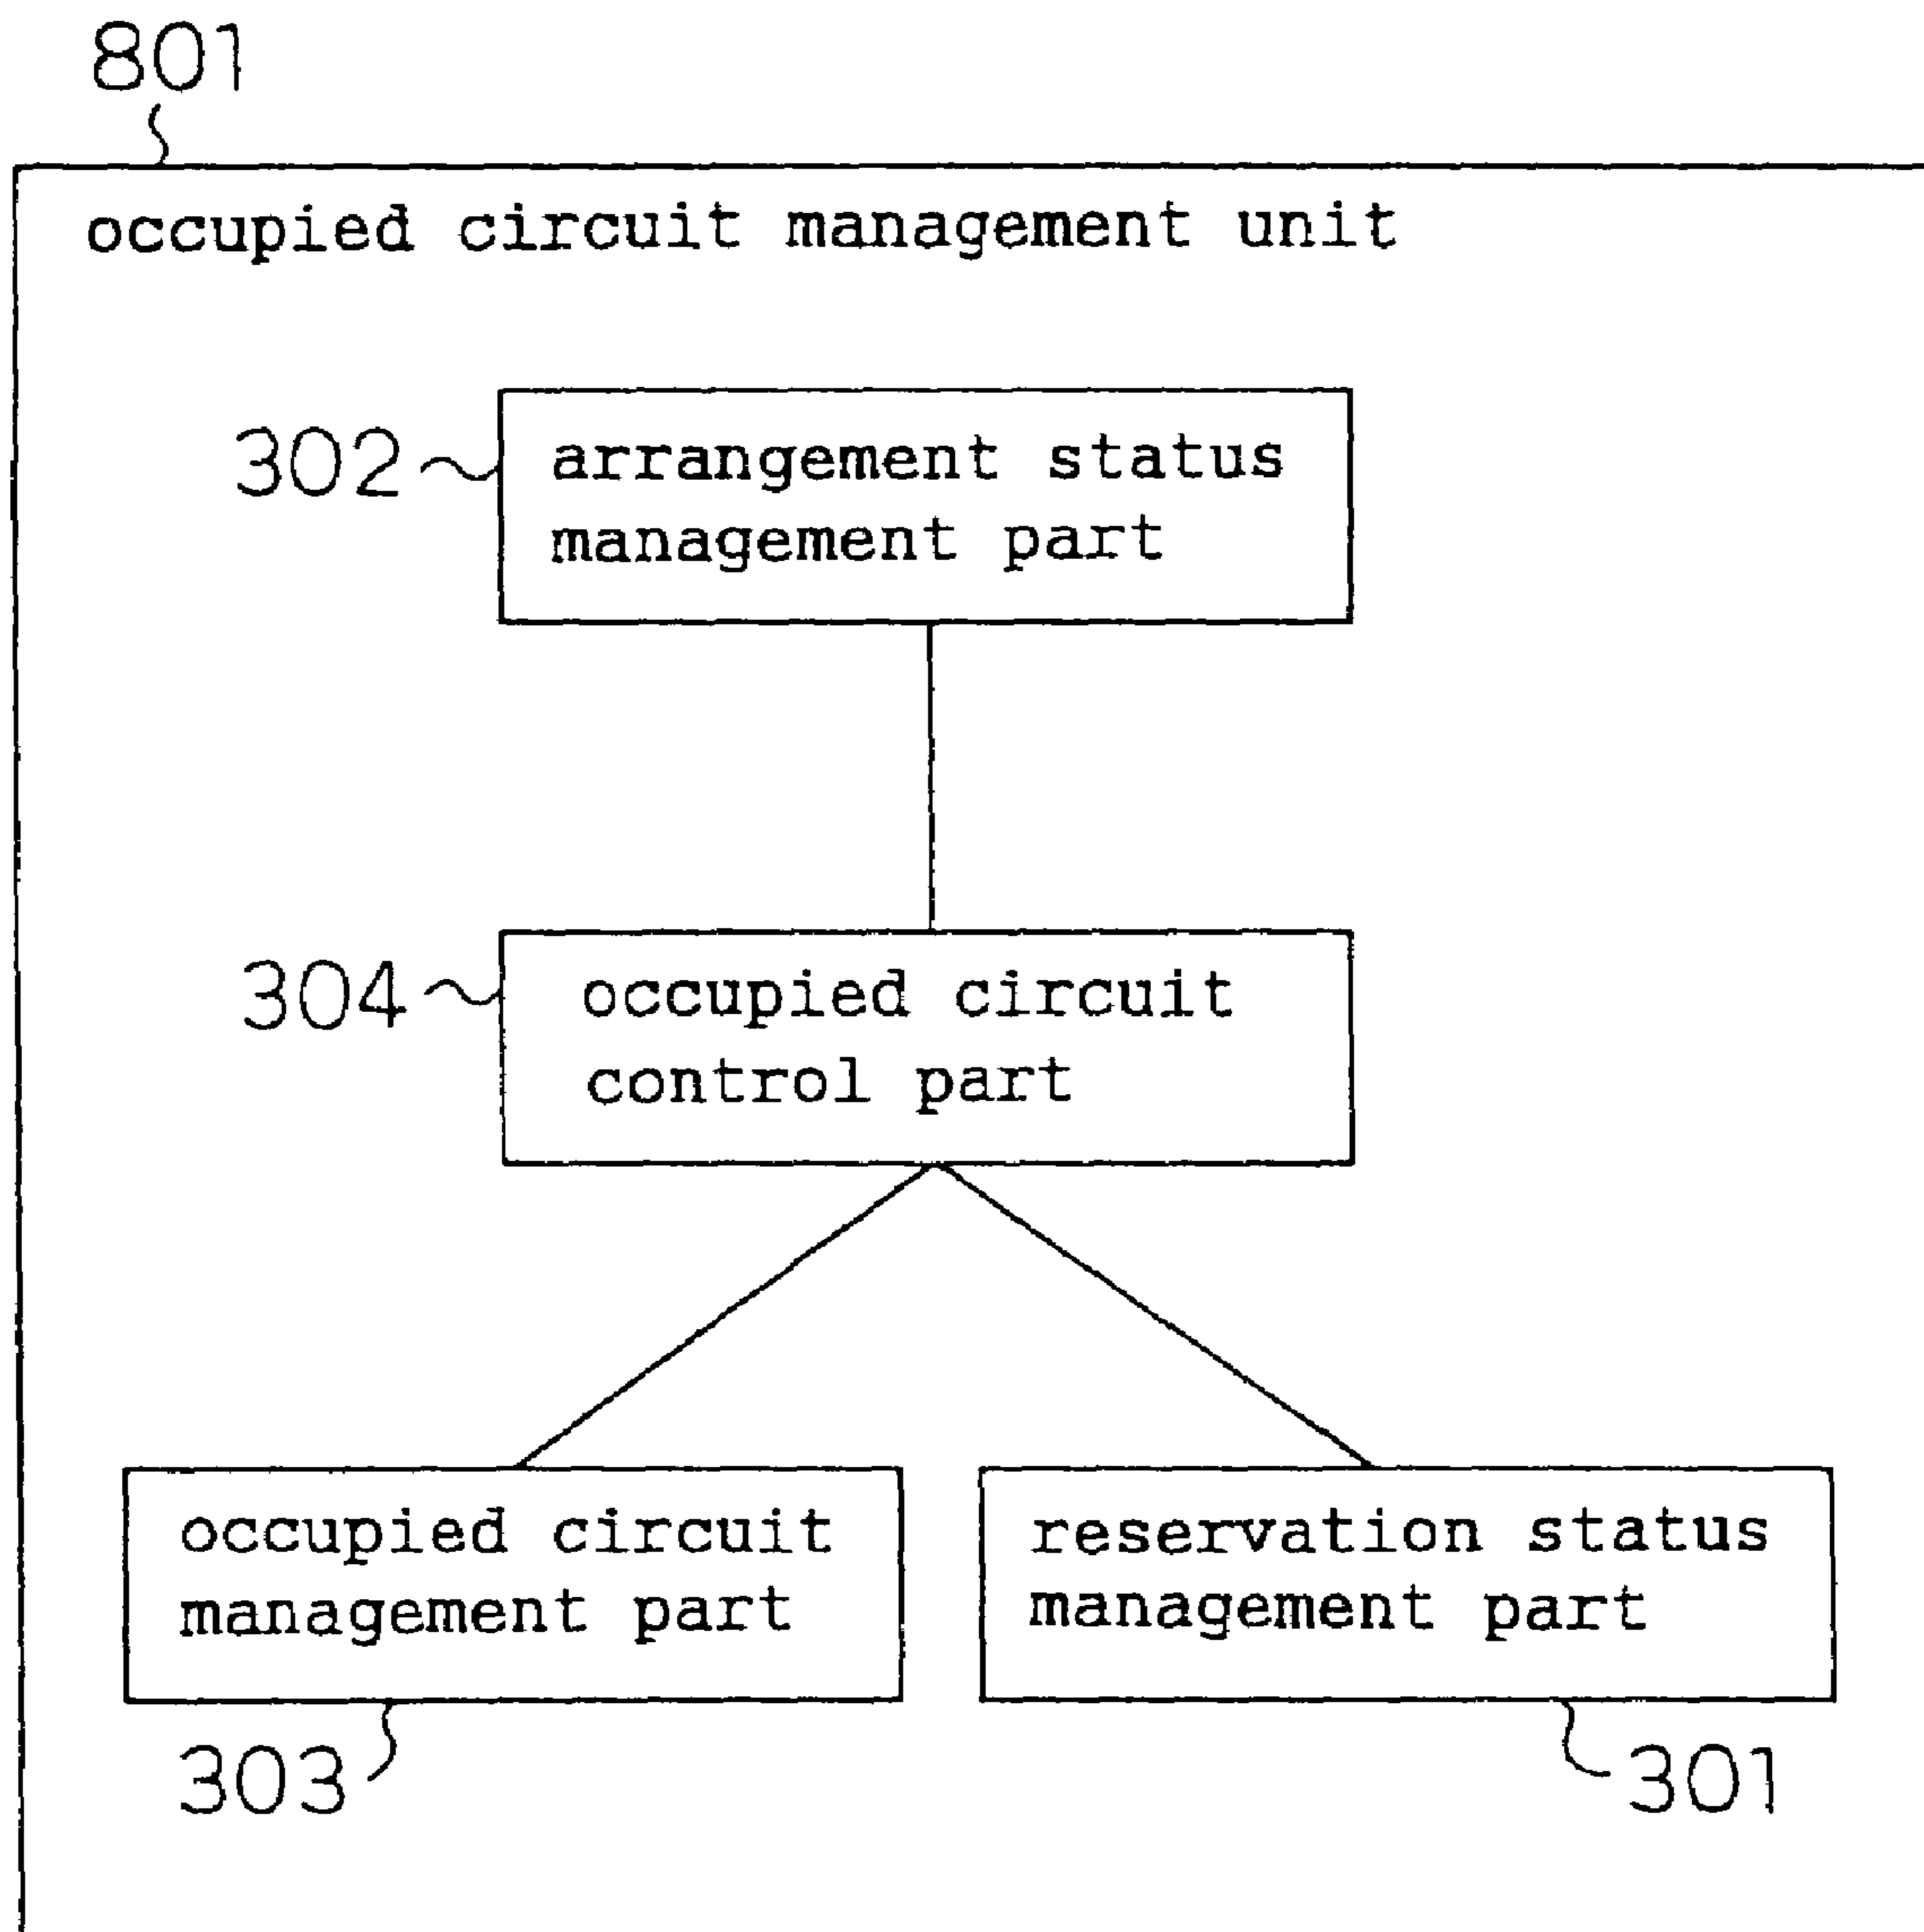 801
occupied circuit management unit
302
arrangement status
management part
304
occupied circuit
control part
occupied circuit
management part
reservation status
management part
303
301